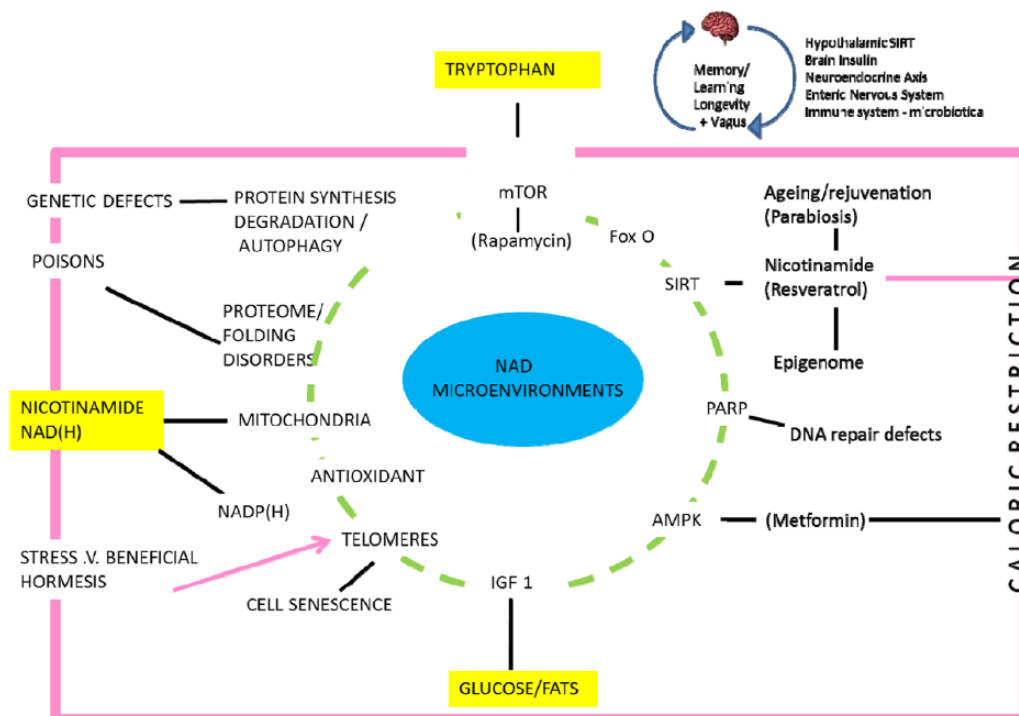 TRYPTOPHAN
Memory/
Learning
Longevity
+ Vagus
Hypothalamic SIRT
Brain Insulin
Neuroendocrine Axis
Enteric Nervous System
Immune system - microbiotica
GENETIC DEFECTS
PROTEIN SYNTHESIS
DEGRADATION /
AUTOPHAGY
POISONS
PROTEOME/
FOLDING
DISORDERS
NICOTINAMIDE
NAD(H)
MITOCHONDRIA
ANTIOXIDANT
NADP(H)
STRESS .V. BENEFICIAL
HORMESIS
TELOMERES
CELL SENESCENCE
mTOR
(Rapamycin)
Fox O
SIRT
NAD
MICROENVIRONMENTS
Ageing/rejuvenation
(Parabiosis)
Nicotinamide
(Resveratrol)
Epigenome
PARP
DNA repair defects
AMPK
(Metformin)
IGF 1
GLUCOSE/FATS
CALORIC RESTRICTION